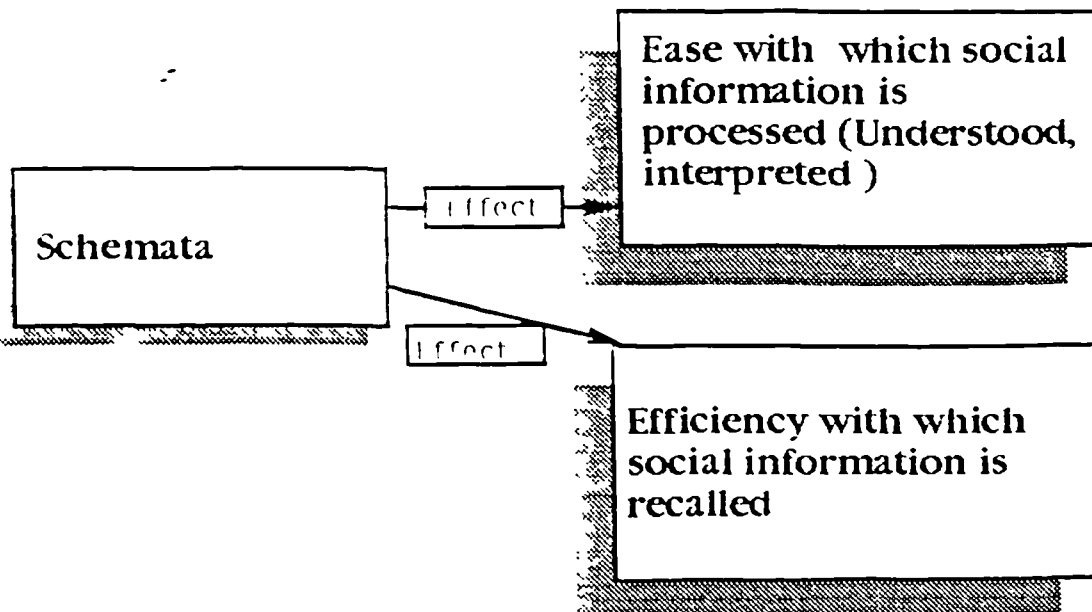 Ease with which social
information is
processed (Understood,
interpreted )
Effect
Schemata
Effect
Efficiency with which
social information is
recalled